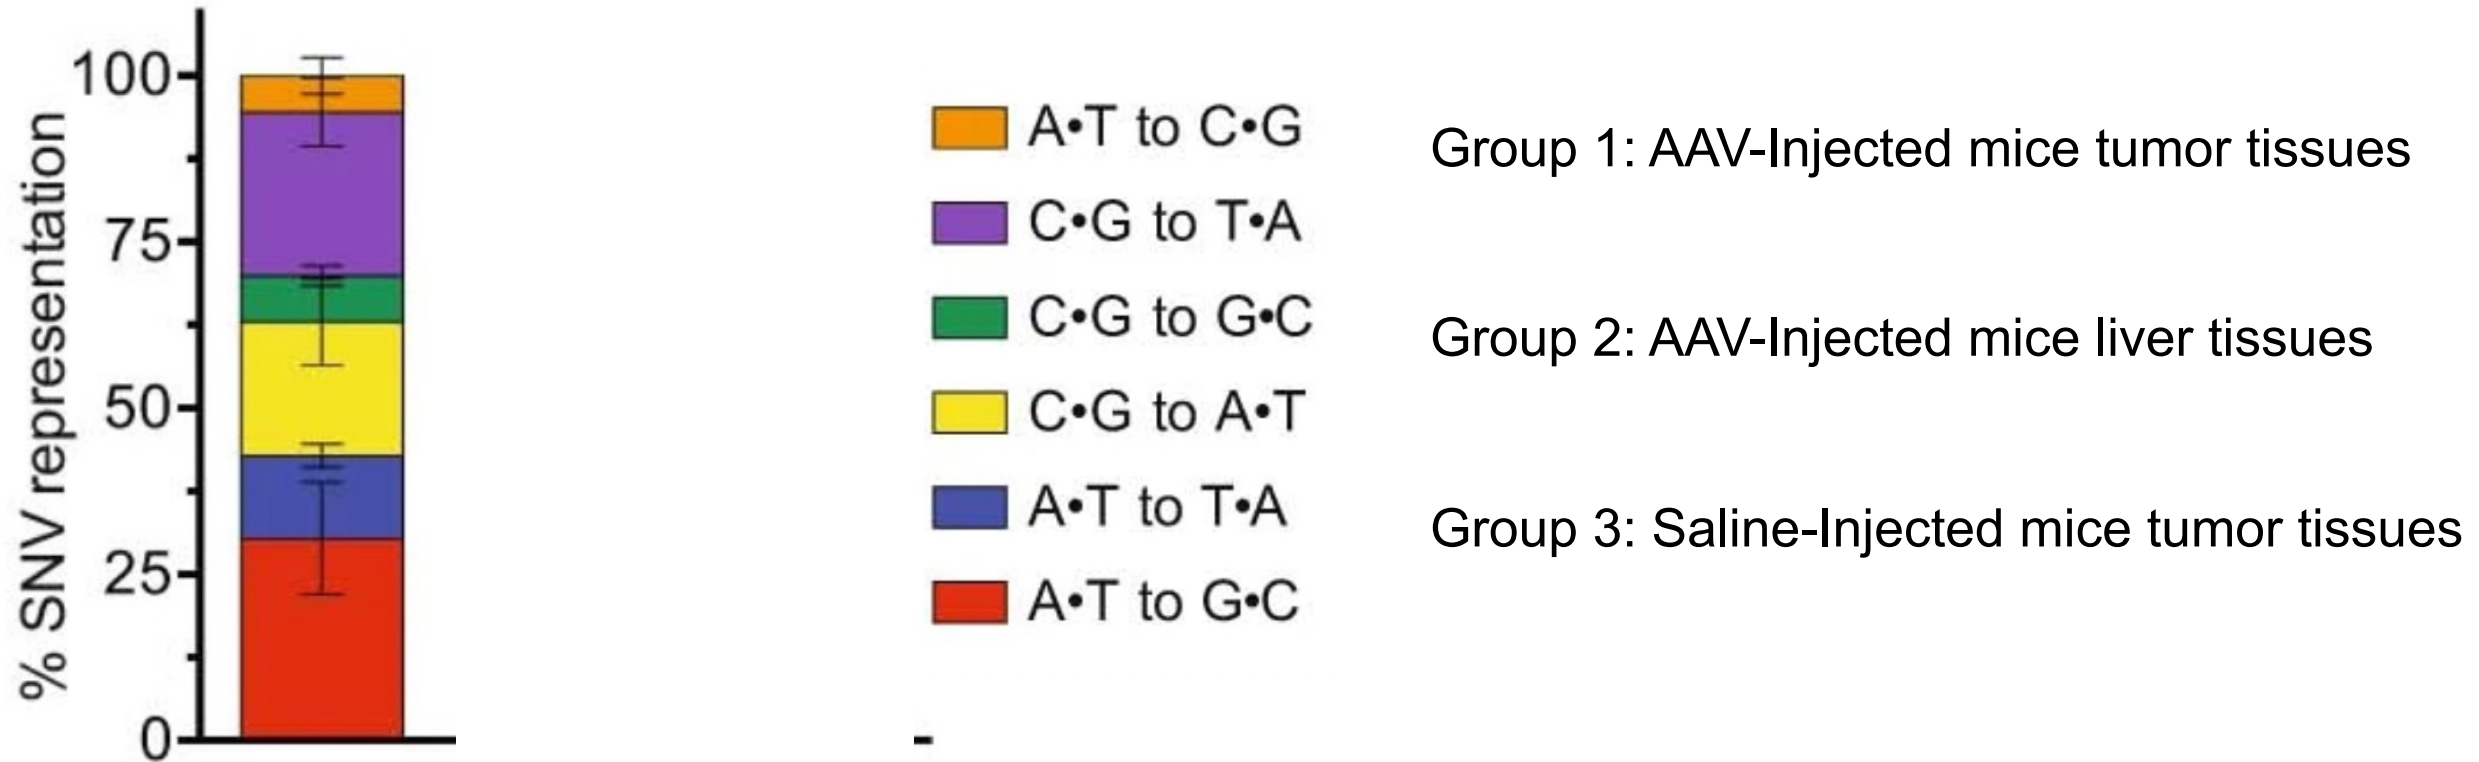 % SNV representation
100
75
50
25
0
A•T to C•G
C•G to T•A
C•G to G•C
C•G to A•T
A•T to T•A
A•T to G•C
Group 1: AAV-Injected mice tumor tissues
Group 2: AAV-Injected mice liver tissues
Group 3: Saline-Injected mice tumor tissues